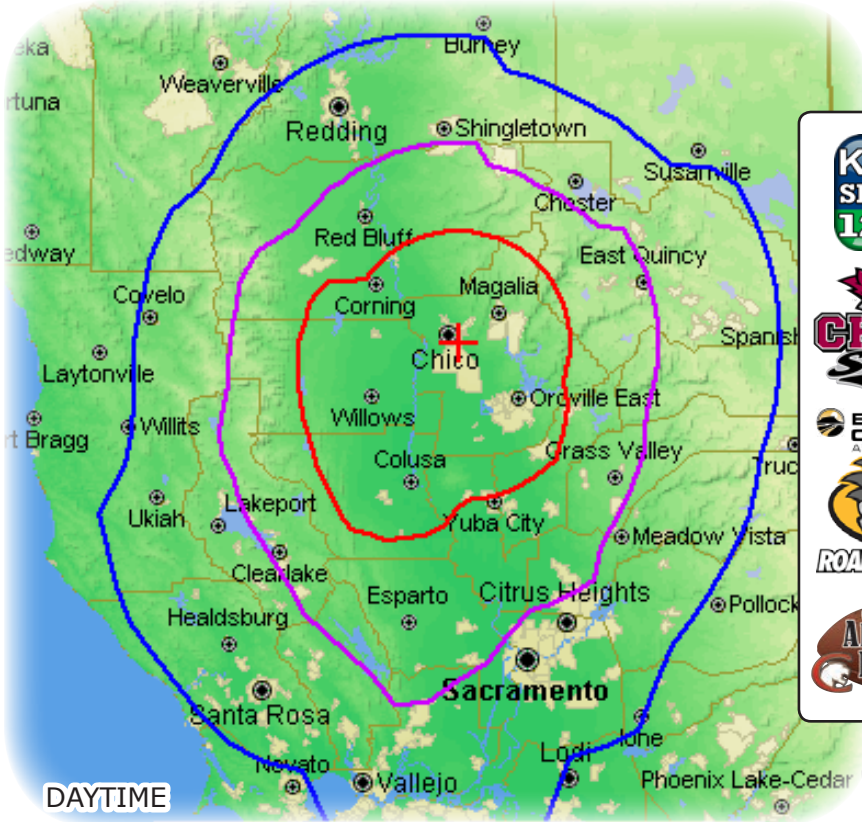 Burney
Weaverville
Redding
Shingletown
Susanville
Chester
Red Bluff
East Quincy
Covelo
Corning
Magalia
Chico
Laytonville
Willows
Oroville East
Willits
Grass Valley
Colusa
Ukiah
Lakeport
Yuba City
Meadow Vista
Clearlake
Esparto
Citrus Heights
Healdsburg
Sacramento
Santa Rosa
Ione
Lodi
Novato
Vallejo
Phoenix Lake-Cedar
DAYTIME